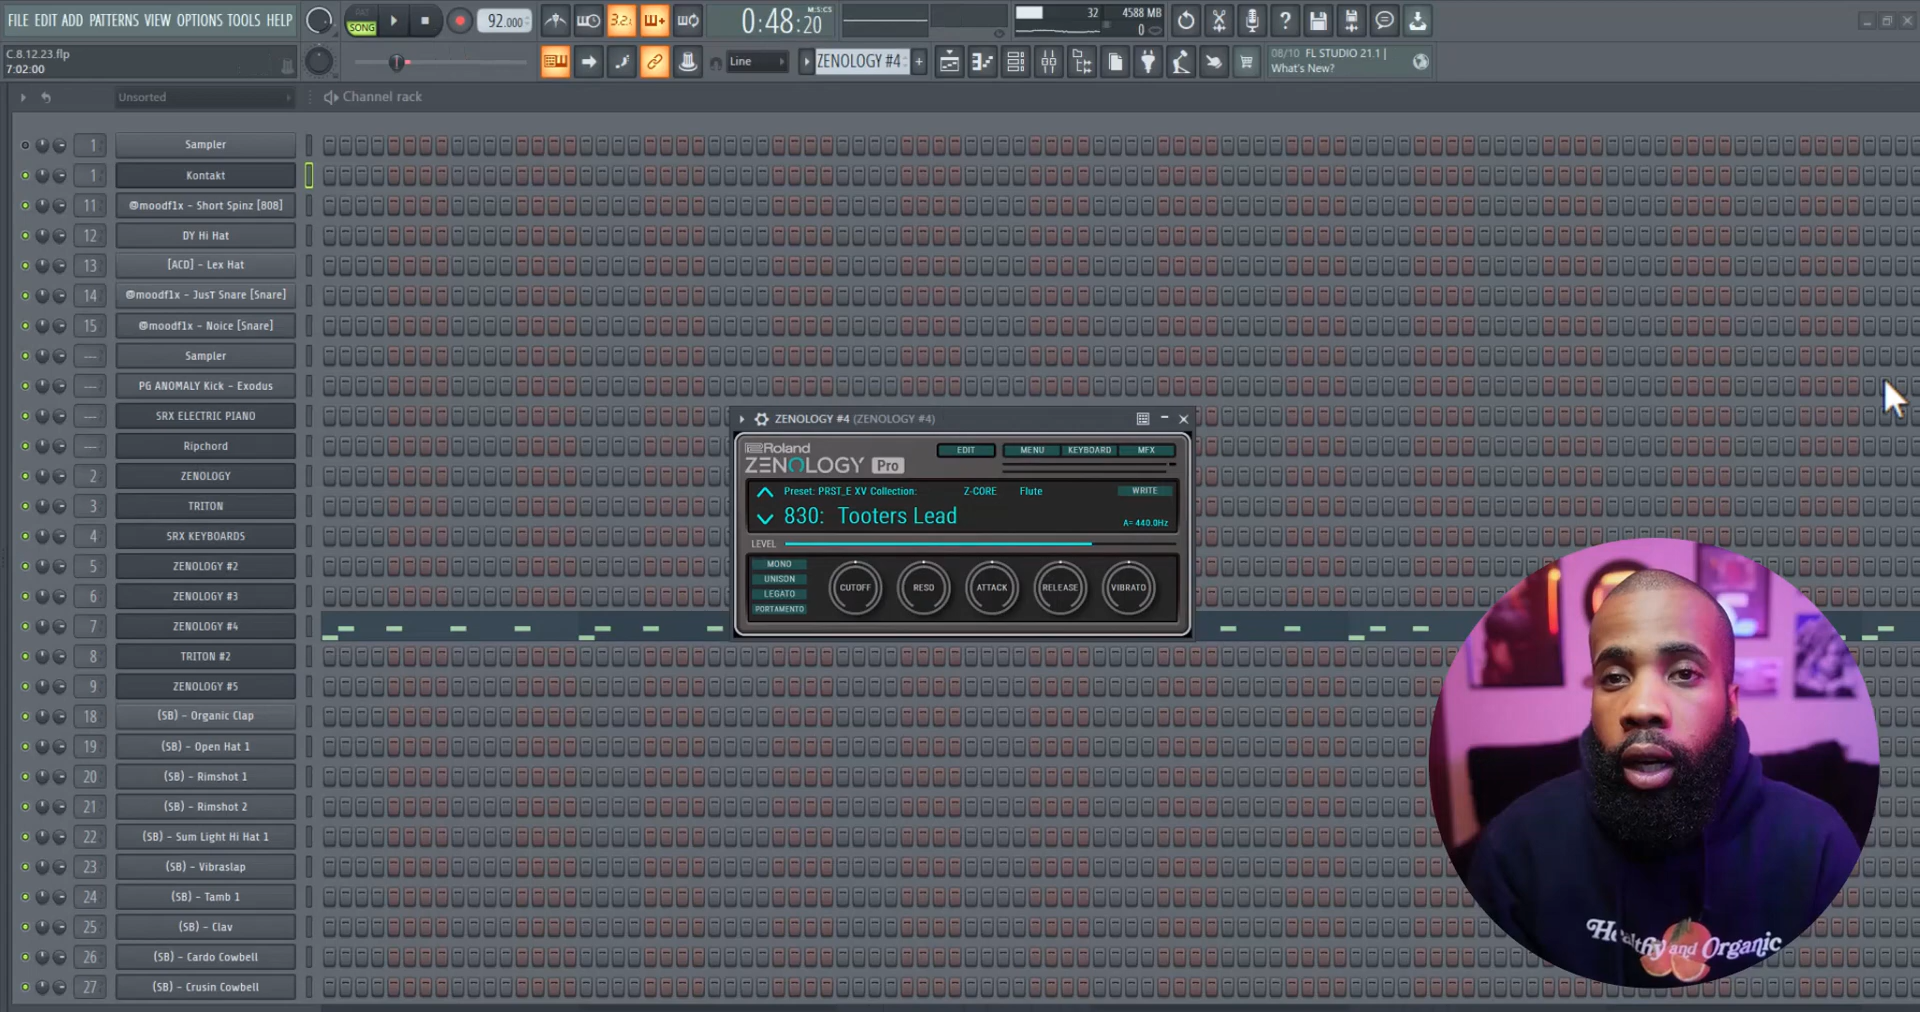 FILE EDIT ADD PATTERNS VIEW OPTIONS TOOLS HELP
PAT
SONG
92.000
3.2.
0:48:20
M:S:CS
32
4588 MB
0
C.8.12.23.flp
7:02:00
Line
ZENOLOGY #4
08/10 FL STUDIO 21.1 |
What's New?
Unsorted
Channel rack
1 Sampler
1 Kontakt
11 @moodf1x - Short Spinz [808]
12 DY Hi Hat
13 [ACD] - Lex Hat
14 @moodf1x - JusT Snare [Snare]
15 @moodf1x - Noice [Snare]
--- Sampler
--- PG ANOMALY Kick - Exodus
--- SRX ELECTRIC PIANO
--- Ripchord
2 ZENOLOGY
3 TRITON
4 SRX KEYBOARDS
5 ZENOLOGY #2
6 ZENOLOGY #3
7 ZENOLOGY #4
8 TRITON #2
9 ZENOLOGY #5
18 (SB) - Organic Clap
19 (SB) - Open Hat 1
20 (SB) - Rimshot 1
21 (SB) - Rimshot 2
22 (SB) - Sum Light Hi Hat 1
23 (SB) - Vibraslap
24 (SB) - Tamb 1
25 (SB) - Clav
26 (SB) - Cardo Cowbell
27 (SB) - Crusin Cowbell
ZENOLOGY #4 (ZENOLOGY #4)
Roland
ZENOLOGY Pro
EDIT MENU KEYBOARD MFX
Preset: PRST_E XV Collection: Z-CORE Flute WRITE
830: Tooters Lead
A= 440.0Hz
LEVEL
MONO
UNISON
LEGATO
PORTAMENTO
CUTOFF RESO ATTACK RELEASE VIBRATO
Healthy and Organic